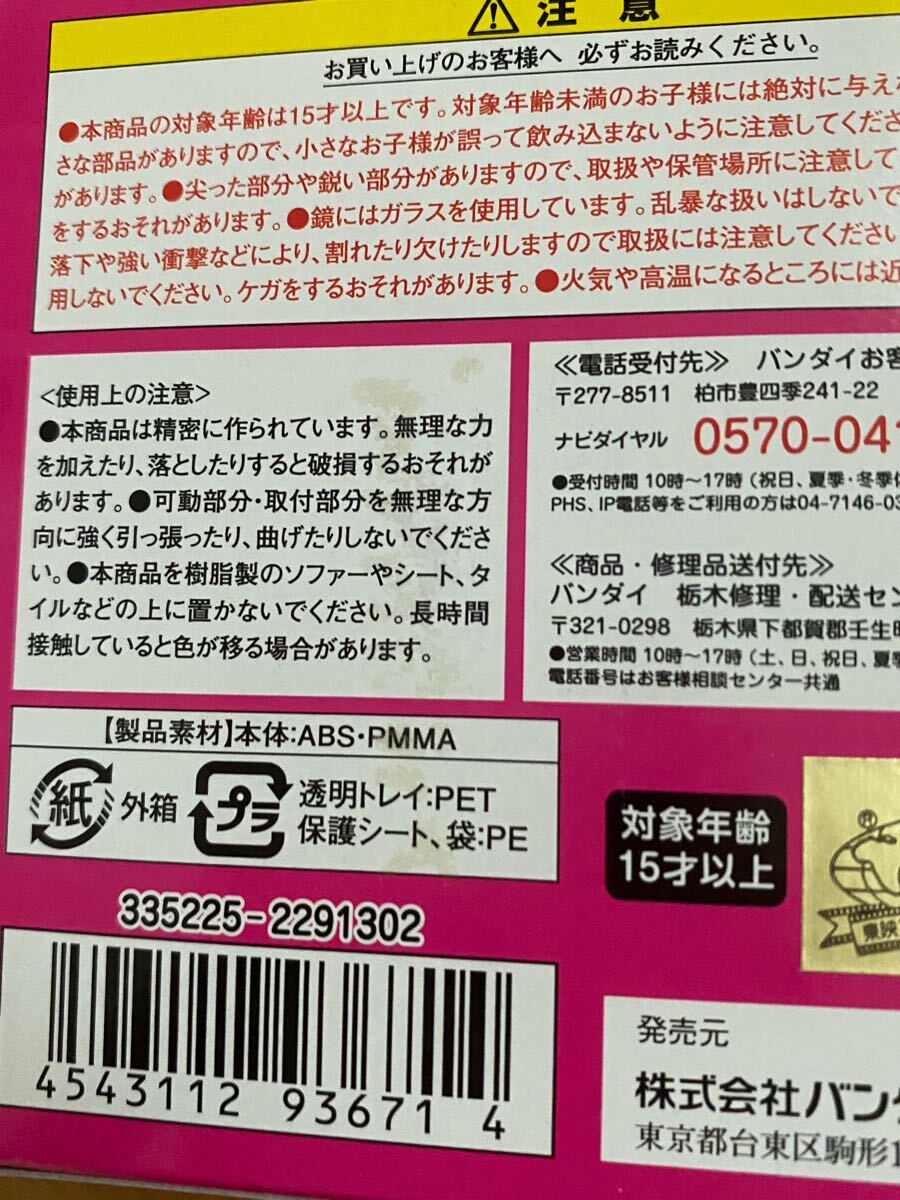 注意
お買い上げのお客様へ 必ずお読みください。
●本商品の対象年齢は15才以上です。対象年齢未満のお子様には絶対に与えな
さな部品がありますので、小さなお子様が誤って飲み込まないように注意してくださ
があります。●尖った部分や鋭い部分がありますので、取扱や保管場所に注意して
をするおそれがあります。●鏡にはガラスを使用しています。乱暴な扱いはしないで
落下や強い衝撃などにより、割れたり欠けたりしますので取扱には注意してください
用しないでください。ケガをするおそれがあります。●火気や高温になるところには近
<使用上の注意>
●本商品は精密に作られています。無理な力
を加えたり、落としたりすると破損するおそれが
あります。●可動部分・取付部分を無理な方
向に強く引っ張ったり、曲げたりしないでくださ
い。●本商品を樹脂製のソファーやシート、タ
イルなどの上に置かないでください。長時間
接触していると色が移る場合があります。
≪電話受付先≫ バンダイお客
〒277-8511 柏市豊四季241-22
ナビダイヤル 0570-041
●受付時間 10時〜17時(祝日、夏季・冬季休
PHS、IP電話等をご利用の方は04-7146-03
≪商品・修理品送付先≫
バンダイ 栃木修理・配送セン
〒321-0298 栃木県下都賀郡壬生町
●営業時間 10時〜17時(土、日、祝日、夏季
電話番号はお客様相談センター共通
【製品素材】本体:ABS・PMMA
紙 外箱
プラ 透明トレイ:PET
保護シート、袋:PE
対象年齢
15才以上
®
東映
335225-2291302
4543112 936714
発売元
株式会社バンダ
東京都台東区駒形1